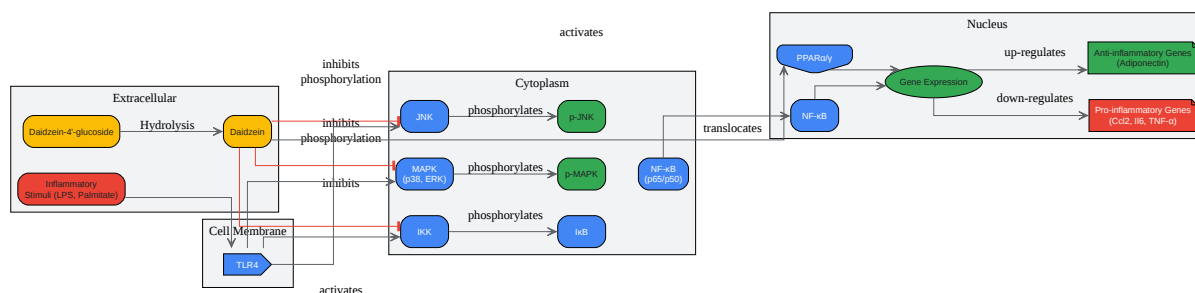 activates
Nucleus
PPARα/γ
up-regulates
Anti-inflammatory Genes
(Adiponectin)
Gene Expression
down-regulates
Pro-inflammatory Genes
(Ccl2, Il6, TNF-α)
NF-κB
translocates
inhibits
phosphorylation
Cytoplasm
JNK
phosphorylates
p-JNK
inhibits
phosphorylation
MAPK
(p38, ERK)
phosphorylates
p-MAPK
NF-κB
(p65/p50)
inhibits
IKK
phosphorylates
IκB
Extracellular
Daidzein-4'-glucoside
Hydrolysis
Daidzein
Inflammatory
Stimuli (LPS, Palmitate)
Cell Membrane
TLR4
activates